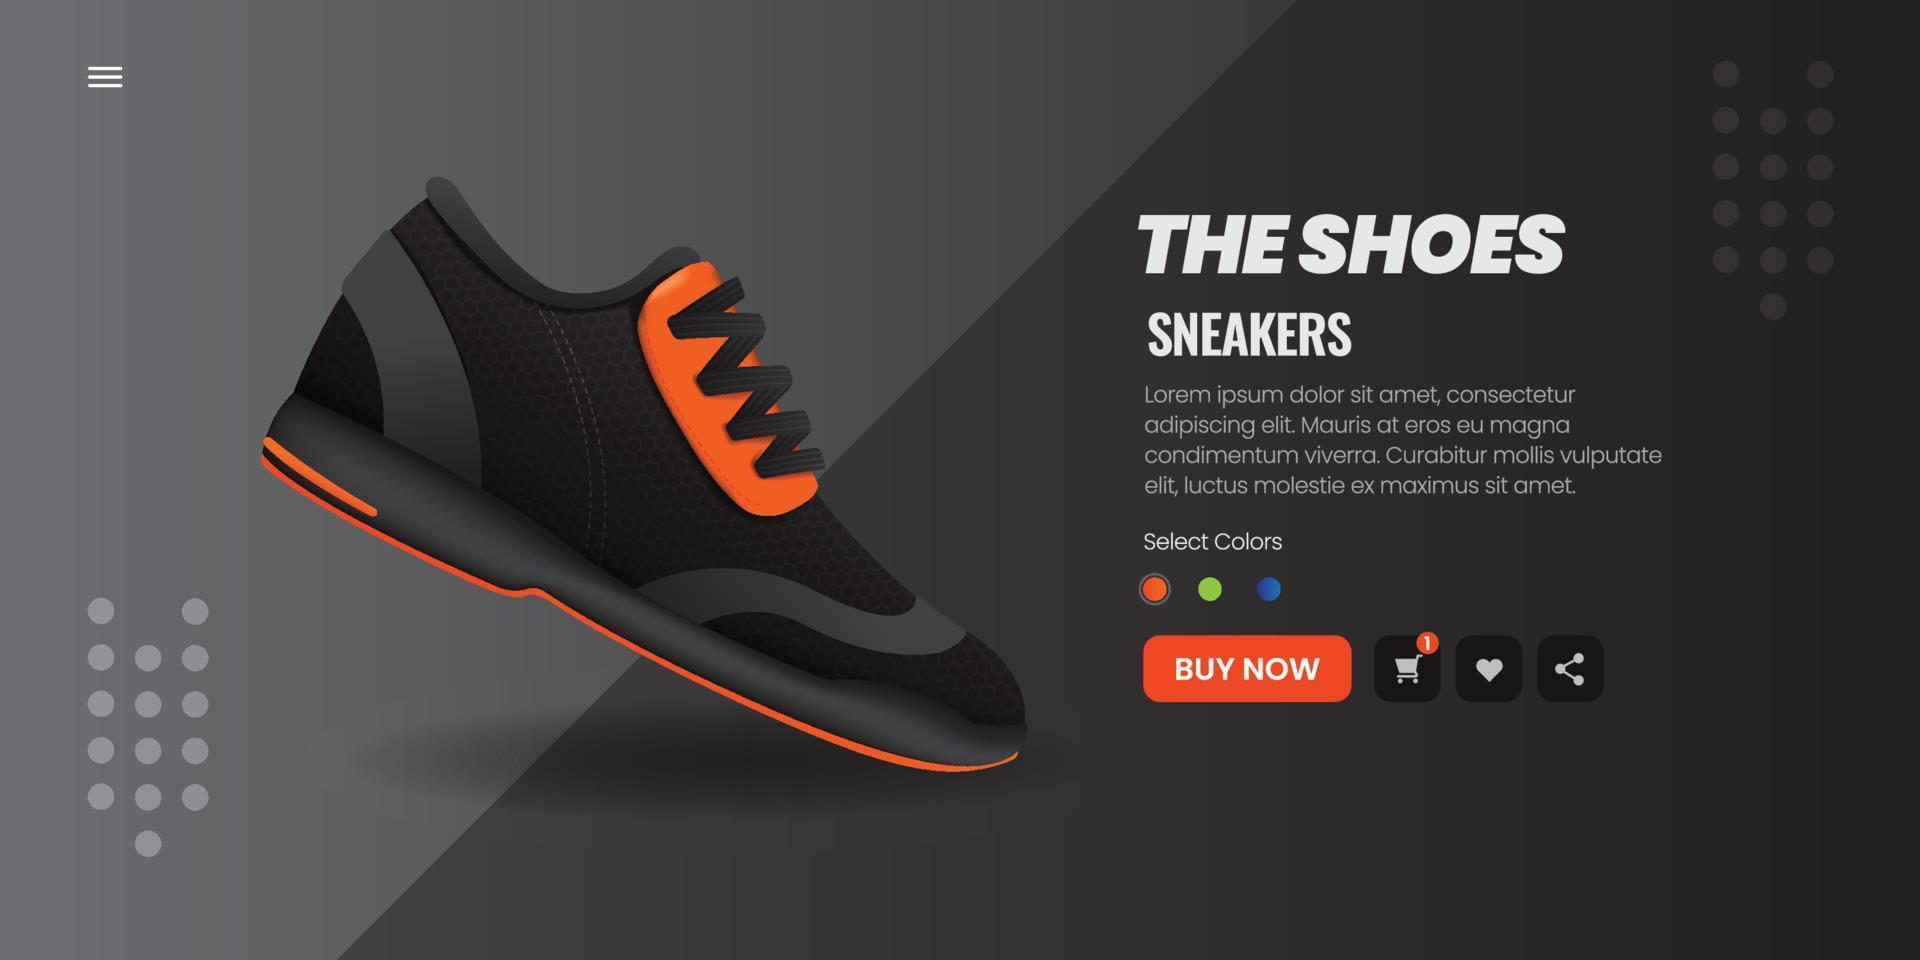 THE SHOES
SNEAKERS
Lorem ipsum dolor sit amet, consectetur
adipiscing elit. Mauris at eros eu magna
condimentum viverra. Curabitur mollis vulputate
elit, luctus molestie ex maximus sit amet.
Select Colors
BUY NOW
1